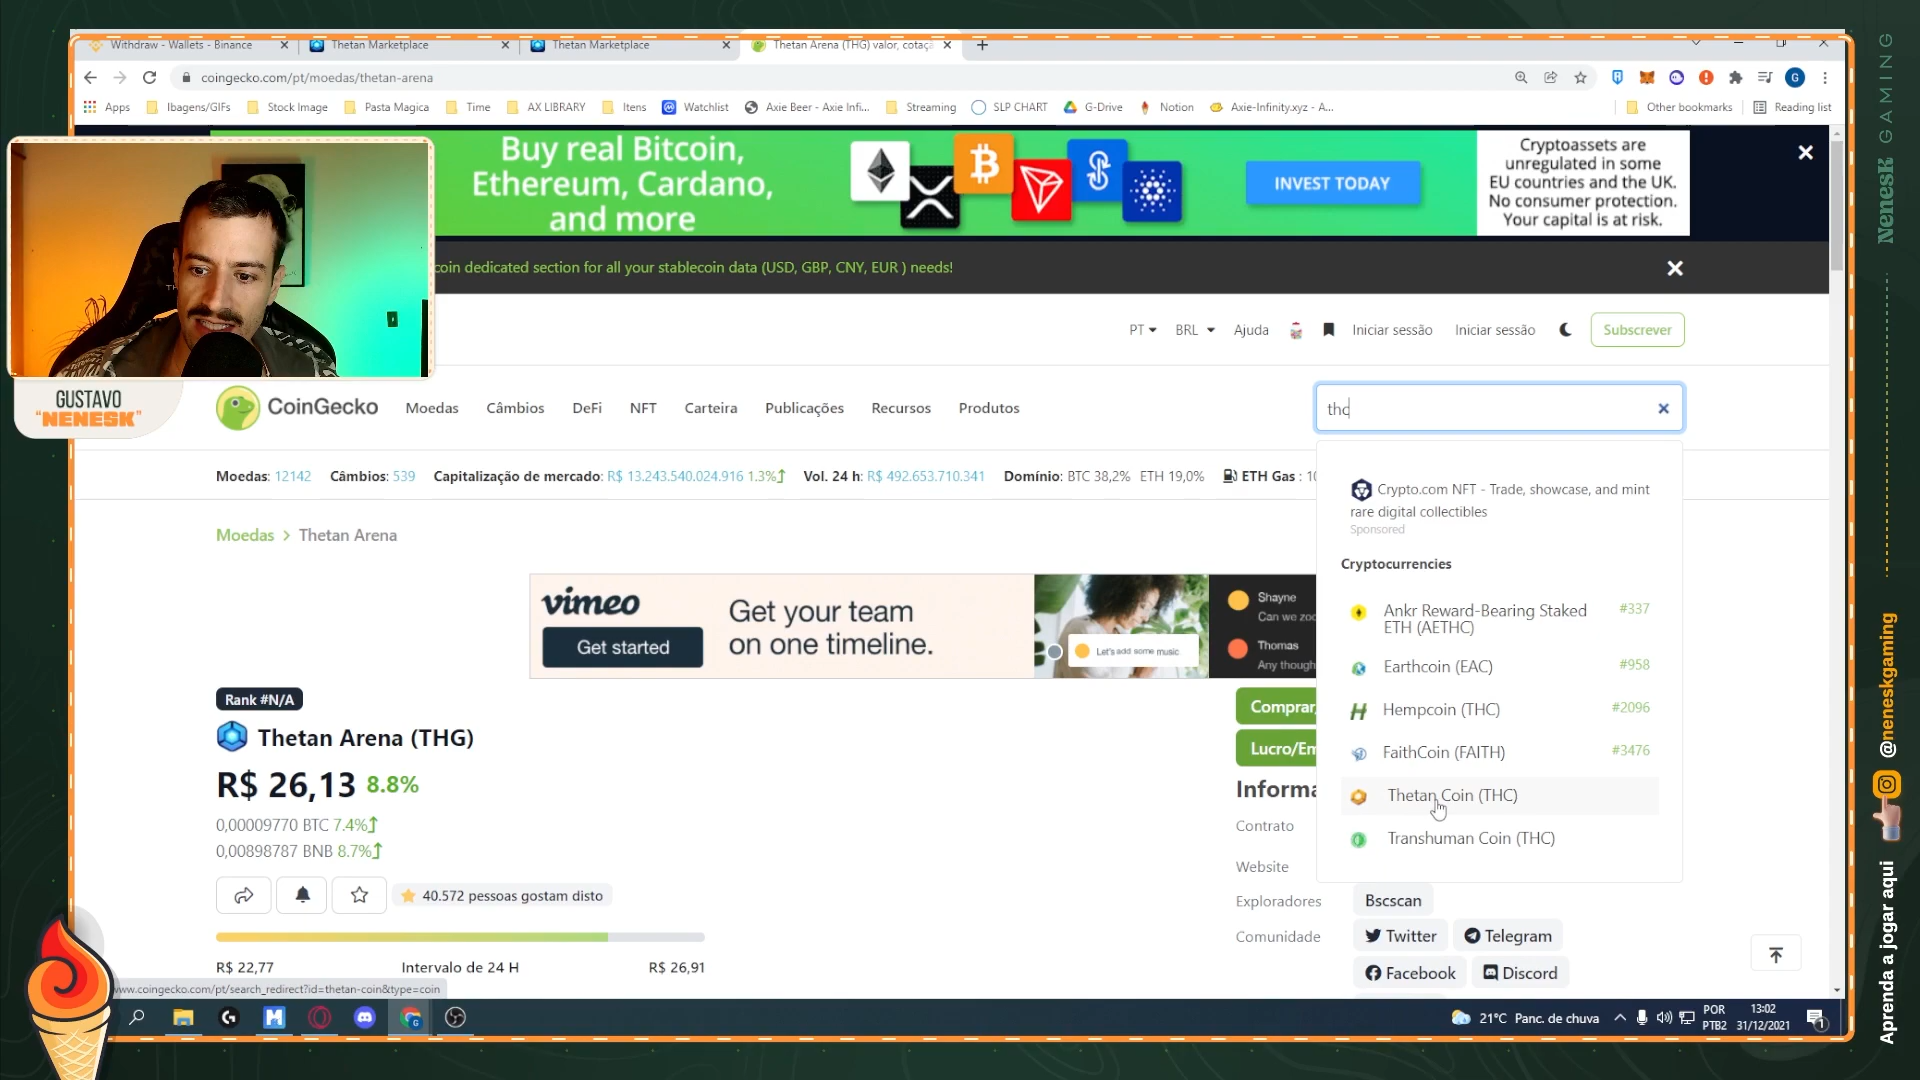 Withdraw - Wallets - Binance
Thetan Marketplace
Thetan Marketplace
Thetan Arena (THG) valor, cotaç
coingecko.com/pt/moedas/thetan-arena
G
Apps
Ibagens/GIFs
Stock Image
Pasta Magica
Time
AX LIBRARY
Itens
Watchlist
Axie Beer - Axie Infi...
Streaming
SLP CHART
G-Drive
Notion
Axie-Infinity.xyz - A...
Other bookmarks
Reading list
Buy real Bitcoin,
Ethereum, Cardano,
and more
INVEST TODAY
Cryptoassets are
unregulated in some
EU countries and the UK.
No consumer protection.
Your capital is at risk.
coin dedicated section for all your stablecoin data (USD, GBP, CNY, EUR ) needs!
PT
BRL
Ajuda
Iniciar sessão
Iniciar sessão
Subscrever
GUSTAVO
"NENESK"
CoinGecko
Moedas
Câmbios
DeFi
NFT
Carteira
Publicações
Recursos
Produtos
thc
Moedas: 12142
Câmbios: 539
Capitalização de mercado: R$ 13.243.540.024.916 1.3%
Vol. 24 h: R$ 492.653.710.341
Domínio: BTC 38,2% ETH 19,0%
ETH Gas : 10
Crypto.com NFT - Trade, showcase, and mint
rare digital collectibles
Sponsored
Cryptocurrencies
Ankr Reward-Bearing Staked
ETH (AETHC)
#337
Earthcoin (EAC)
#958
Hempcoin (THC)
#2096
FaithCoin (FAITH)
#3476
Thetan Coin (THC)
Transhuman Coin (THC)
Moedas > Thetan Arena
vimeo
Get started
Get your team
on one timeline.
Let's add some music
Shayne
Can we zoo
Thomas
Any though
Rank #N/A
Thetan Arena (THG)
R$ 26,13 8.8%
0,00009770 BTC 7.4%
0,00898787 BNB 8.7%
40.572 pessoas gostam disto
R$ 22,77
Intervalo de 24 H
R$ 26,91
Comprar
Lucro/Em
Informa
Contrato
Website
Exploradores
Bscscan
Comunidade
Twitter
Telegram
Facebook
Discord
www.coingecko.com/pt/search_redirect?id=thetan-coin&type=coin
21°C Panc. de chuva
POR
PTB2
13:02
31/12/2021
1
Nenesk GAMING
@neneskgaming
Aprenda a jogar aqui